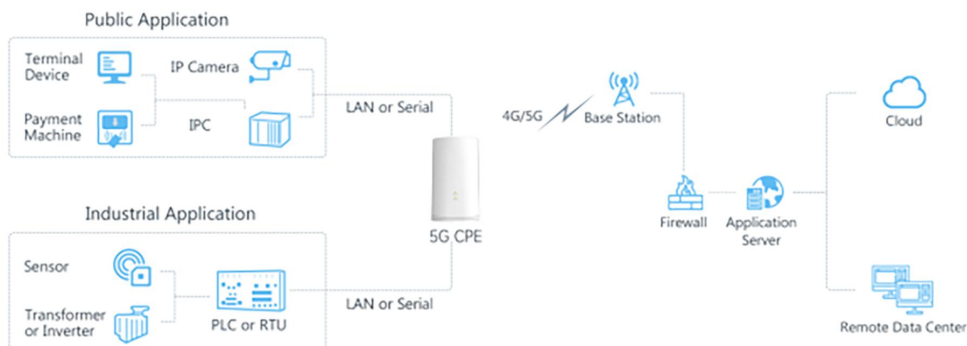 Public Application
Terminal
Device
IP Camera
Payment
Machine
IPC
LAN or Serial
4G/5G
Base Station
Cloud
5G CPE
Firewall
Application
Server
Industrial Application
Sensor
Transformer
or Inverter
PLC or RTU
LAN or Serial
Remote Data Center